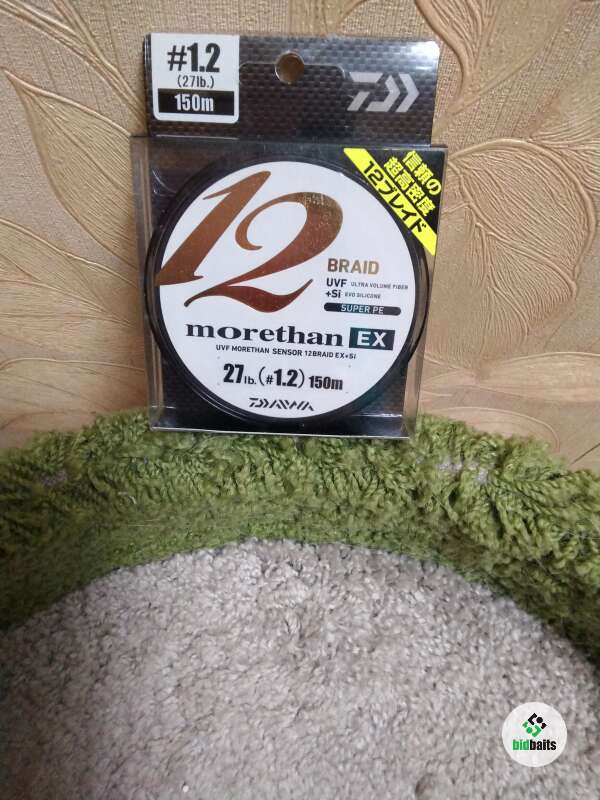 #1.2
(27lb.)
150m
信頼の
超高密度
12ブレイド
12
BRAID
UVF ULTRA VOLUME FIBER
+Si EVO SILICONE
SUPER PE
morethan EX
UVF MORETHAN SENSOR 12BRAID EX+Si
27lb.(#1.2) 150m
DAIWA
bidbaits